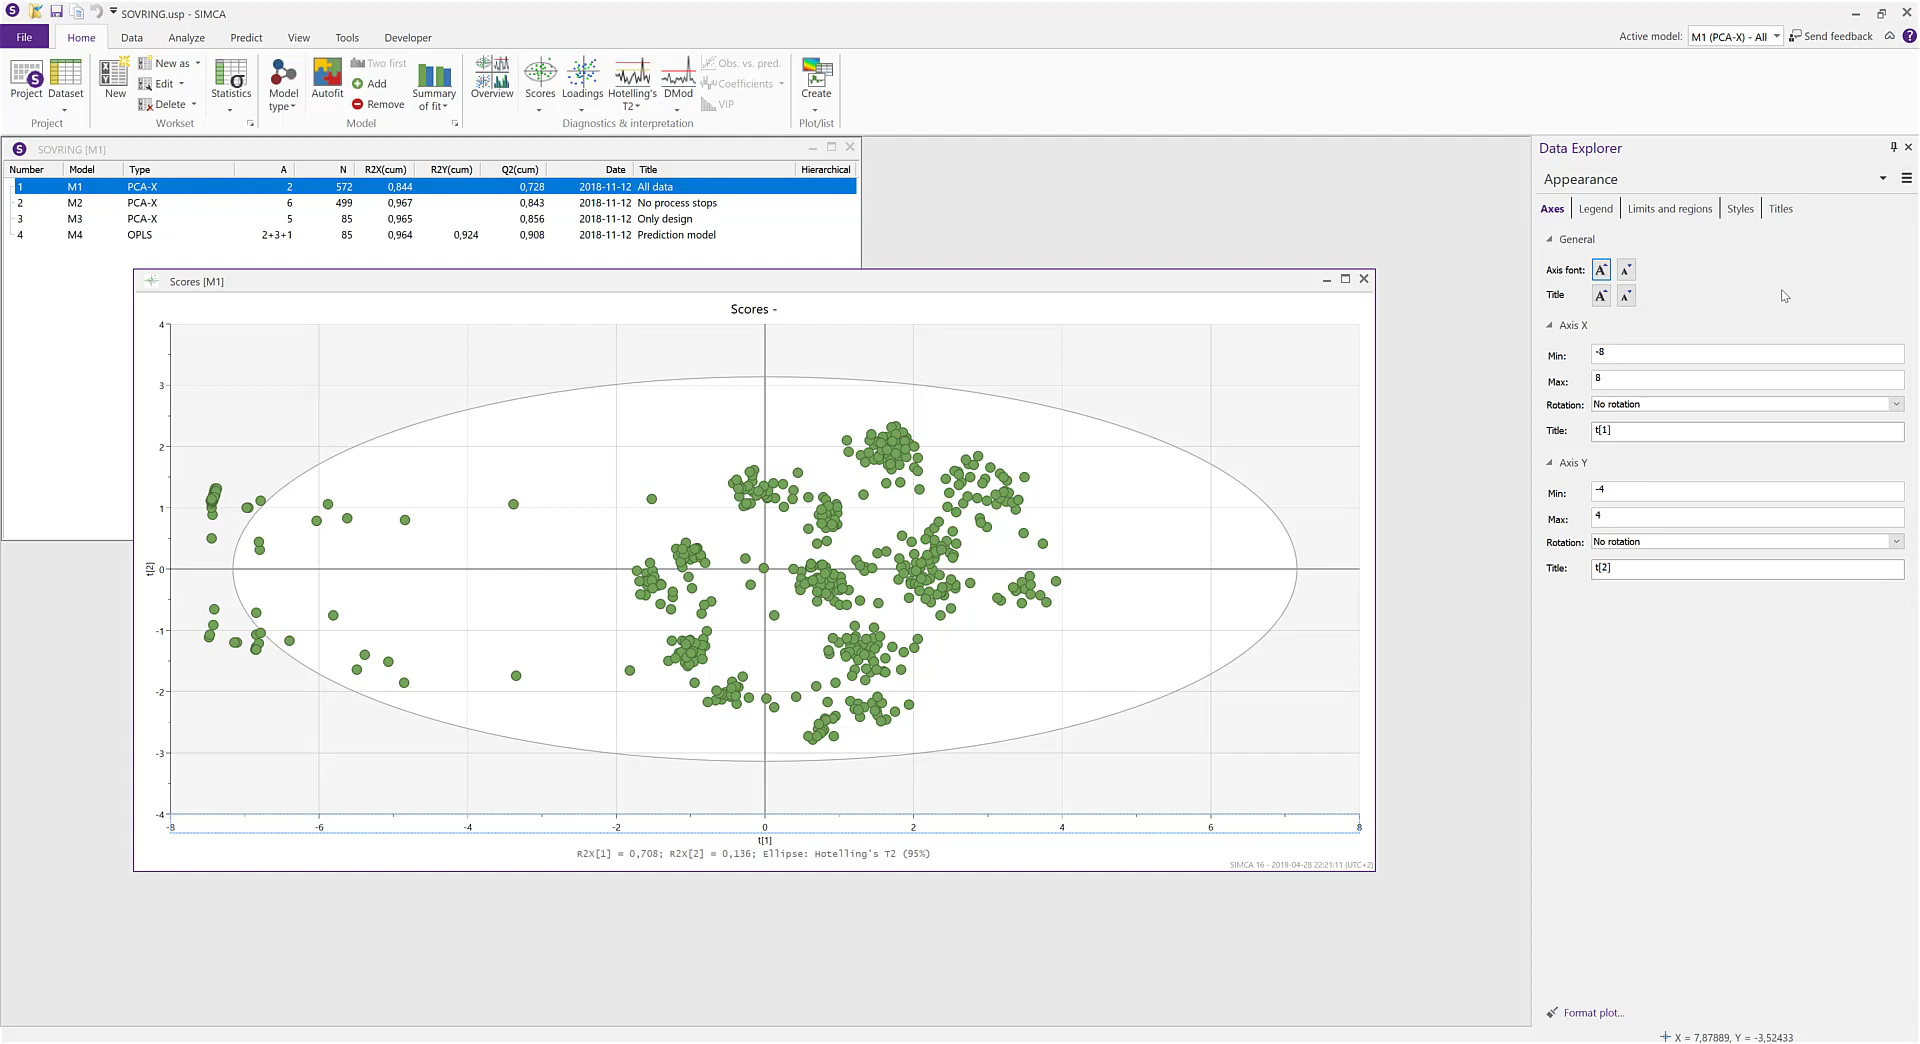 SOVRING.usp - SIMCA
File Home Data Analyze Predict View Tools Developer
Active model: M1 (PCA-X) - All Send feedback
Project Dataset New New as Edit Delete Statistics Model type Autofit Two first Add Remove Summary of fit Overview Scores Loadings Hotelling's T2 DMod Obs. vs. pred. Coefficients VIP Create
Project Workset Model Diagnostics & interpretation Plot/list
SOVRING [M1]
Number Model Type A N R2X(cum) R2Y(cum) Q2(cum) Date Title Hierarchical
1 M1 PCA-X 2 572 0,844 0,728 2018-11-12 All data
2 M2 PCA-X 6 499 0,967 0,843 2018-11-12 No process stops
3 M3 PCA-X 5 85 0,965 0,856 2018-11-12 Only design
4 M4 OPLS 2+3+1 85 0,964 0,924 0,908 2018-11-12 Prediction model
Scores [M1]
Scores -
4
3
2
1
0
-1
-2
-3
-4
t[2]
-8 -6 -4 -2 0 2 4 6 8
t[1]
R2X[1] = 0,708; R2X[2] = 0,136; Ellipse: Hotelling's T2 (95%)
SIMCA 16 - 2019-04-28 22:21:11 (UTC+2)
Data Explorer
Appearance
Axes Legend Limits and regions Styles Titles
General
Axis font: A A
Title A A
Axis X
Min: -8
Max: 8
Rotation: No rotation
Title: t[1]
Axis Y
Min: -4
Max: 4
Rotation: No rotation
Title: t[2]
Format plot...
X = 7,87889, Y = -3,52433